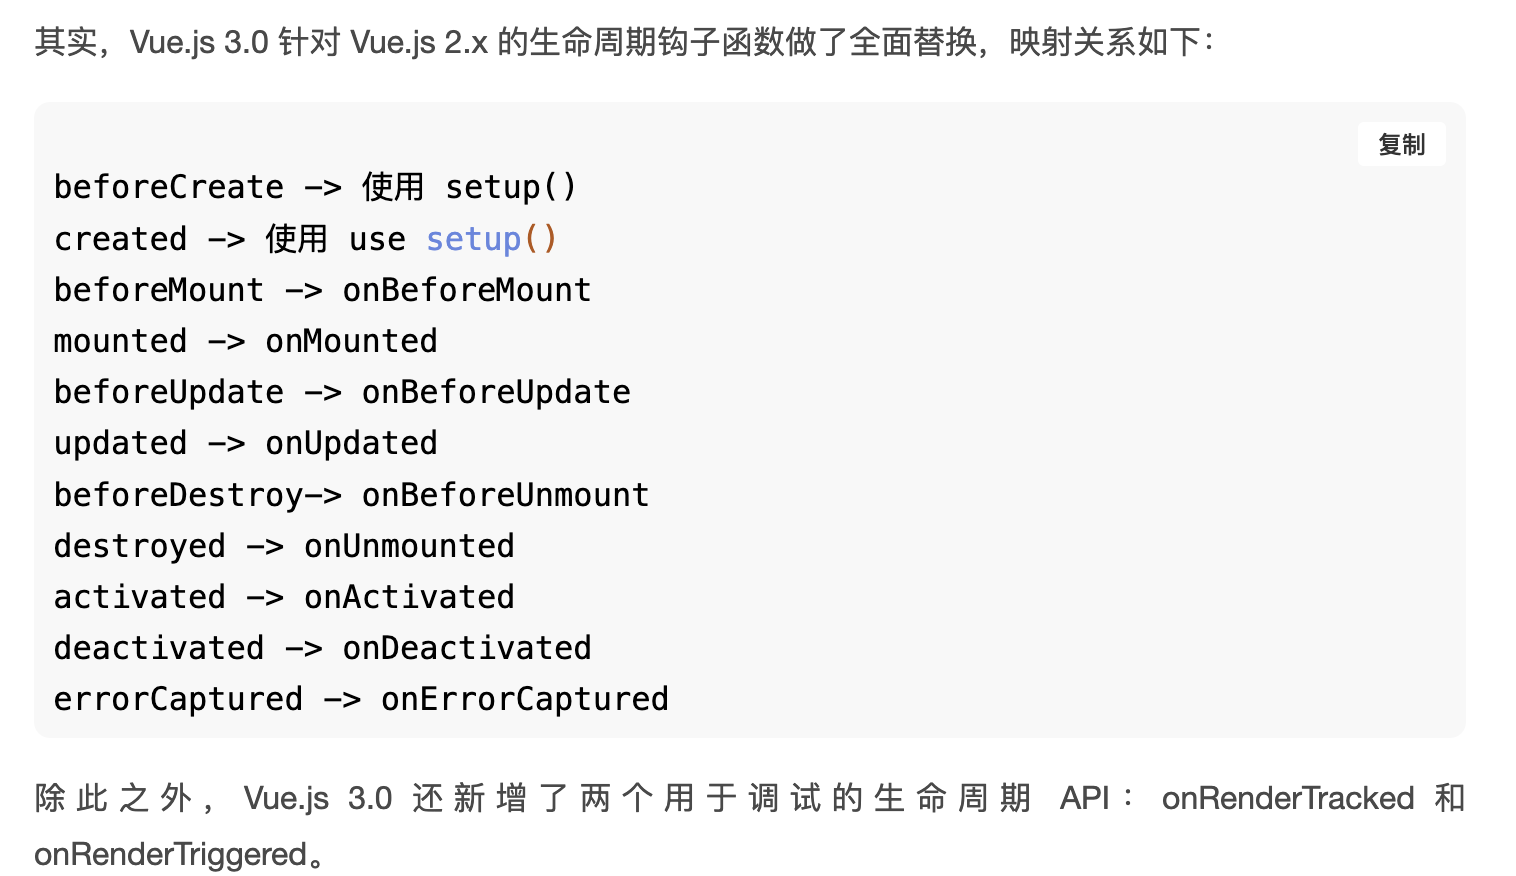 其实，Vue.js 3.0 针对 Vue.js 2.x 的生命周期钩子函数做了全面替换，映射关系如下：
复制
beforeCreate -> 使用 setup()
created -> 使用 use setup()
beforeMount -> onBeforeMount
mounted -> onMounted
beforeUpdate -> onBeforeUpdate
updated -> onUpdated
beforeDestroy-> onBeforeUnmount
destroyed -> onUnmounted
activated -> onActivated
deactivated -> onDeactivated
errorCaptured -> onErrorCaptured
除此之外，Vue.js 3.0 还新增了两个用于调试的生命周期 API：onRenderTracked 和
onRenderTriggered。